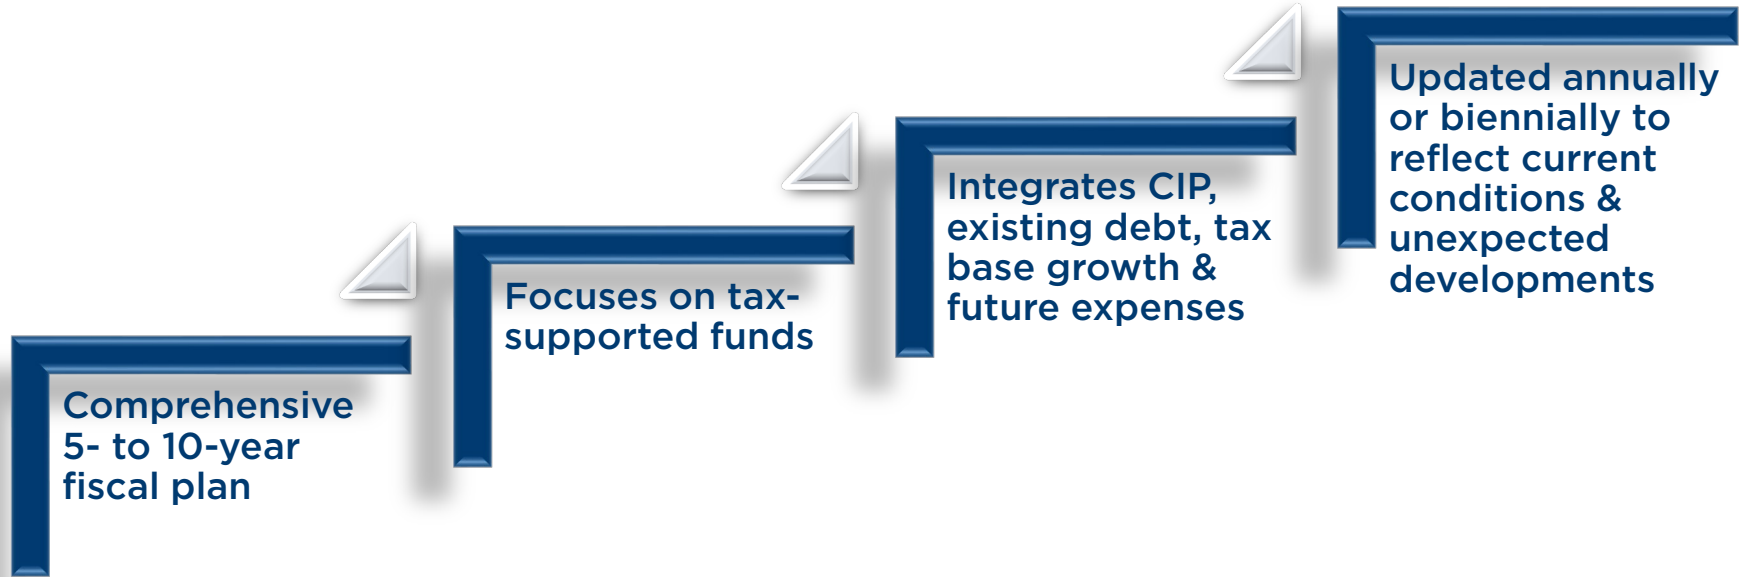 Comprehensive
5- to 10-year
fiscal plan
Focuses on tax-
supported funds
Integrates CIP,
existing debt, tax
base growth &
future expenses
Updated annually
or biennially to
reflect current
conditions &
unexpected
developments